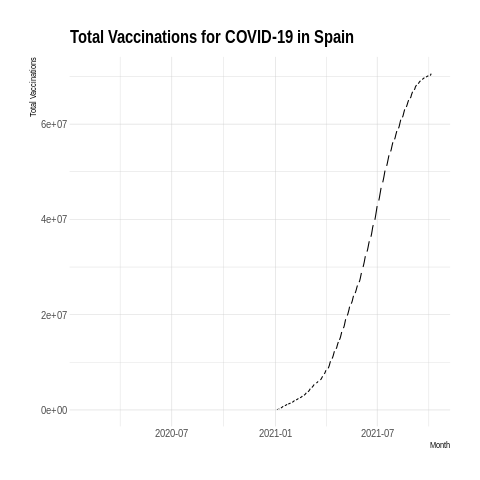 Total Vaccinations for COVID-19 in Spain
Total Vaccinations
6e+07
4e+07
2e+07
0e+00
2020-07 2021-01 2021-07
Month